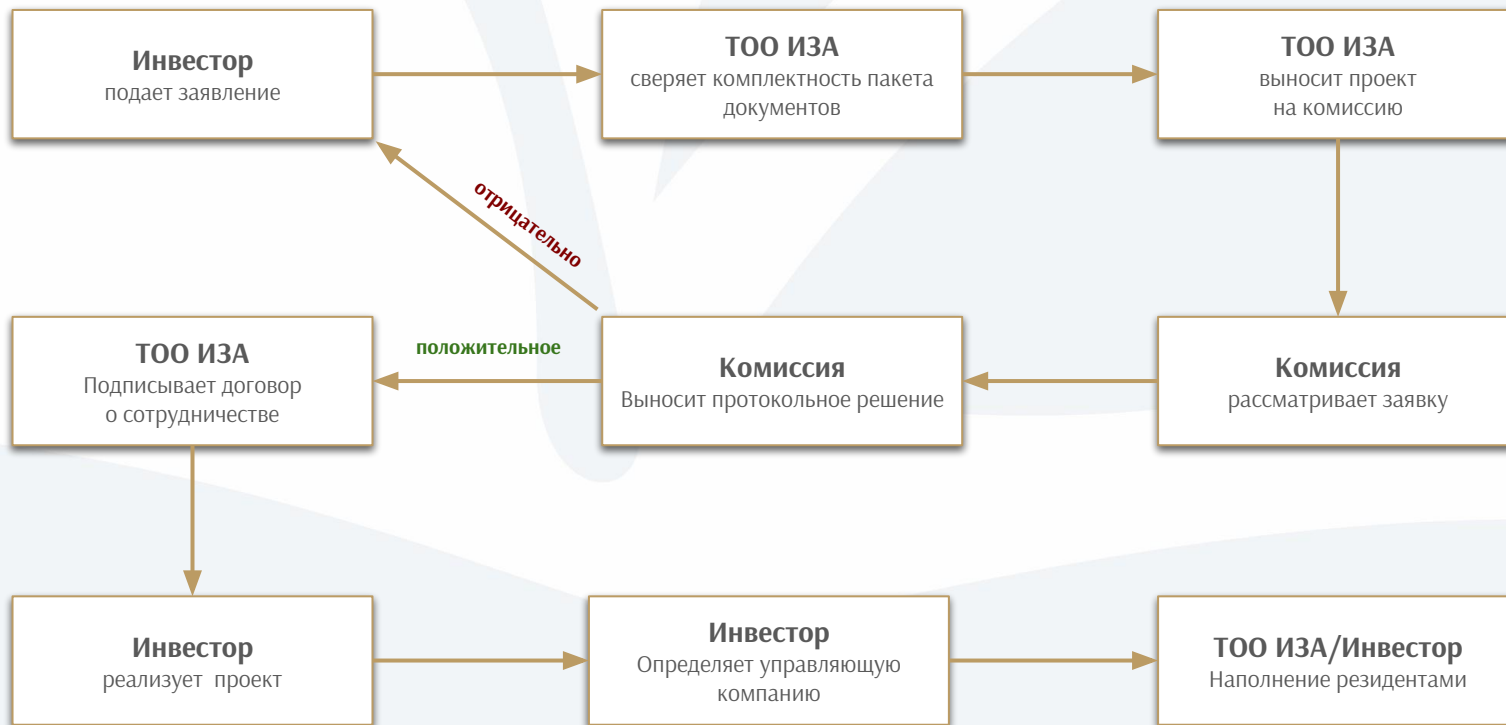 Инвестор
подает заявление
ТОО ИЗА
сверяет комплектность пакета
документов
ТОО ИЗА
выносит проект
на комиссию
отрицательно
ТОО ИЗА
Подписывает договор
о сотрудничестве
положительное
Комиссия
Выносит протокольное решение
Комиссия
рассматривает заявку
Инвестор
реализует проект
Инвестор
Определяет управляющую
компанию
ТОО ИЗА/Инвестор
Наполнение резидентами